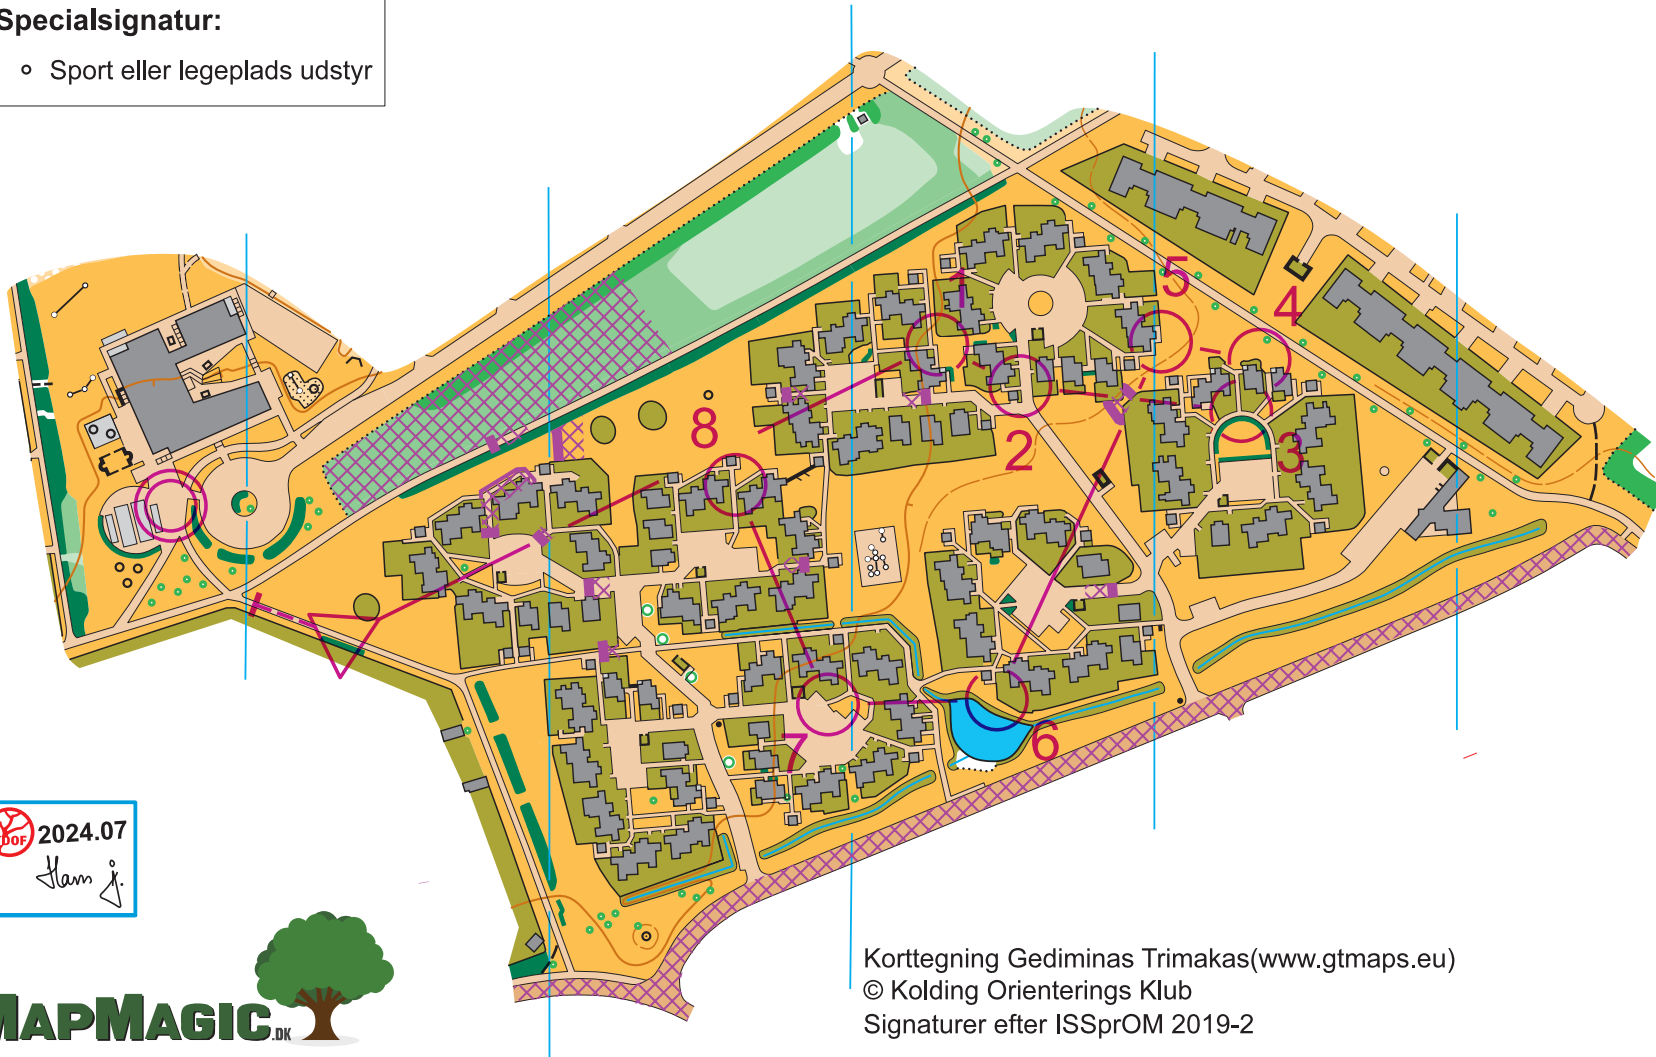 Specialsignatur:
Sport eller legeplads udstyr
1
5
4
8
2
3
6
7
DOF
2024.07
Hans J.
MAPMAGIC.DK
Korttegning Gediminas Trimakas(www.gtmaps.eu)
© Kolding Orienterings Klub
Signaturer efter ISSprOM 2019-2